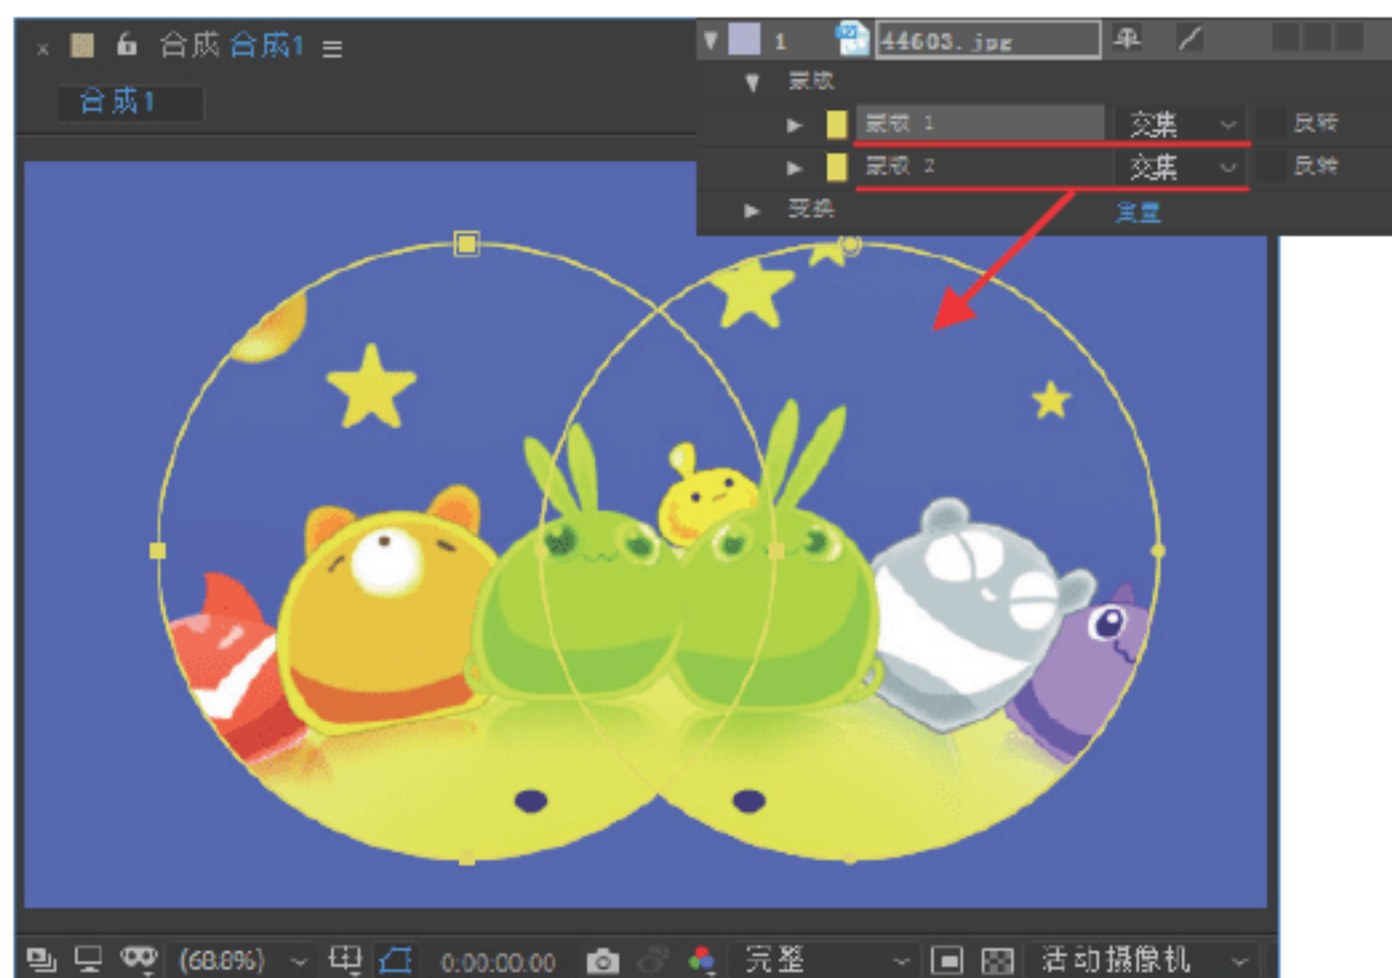 × 合成 合成1 ≡
合成1
1 44603.jpg
蒙版
蒙版 1 交集 反转
蒙版 2 交集 反转
变换 重置
(68.8%) 0:00:00:00 完整 活动摄像机